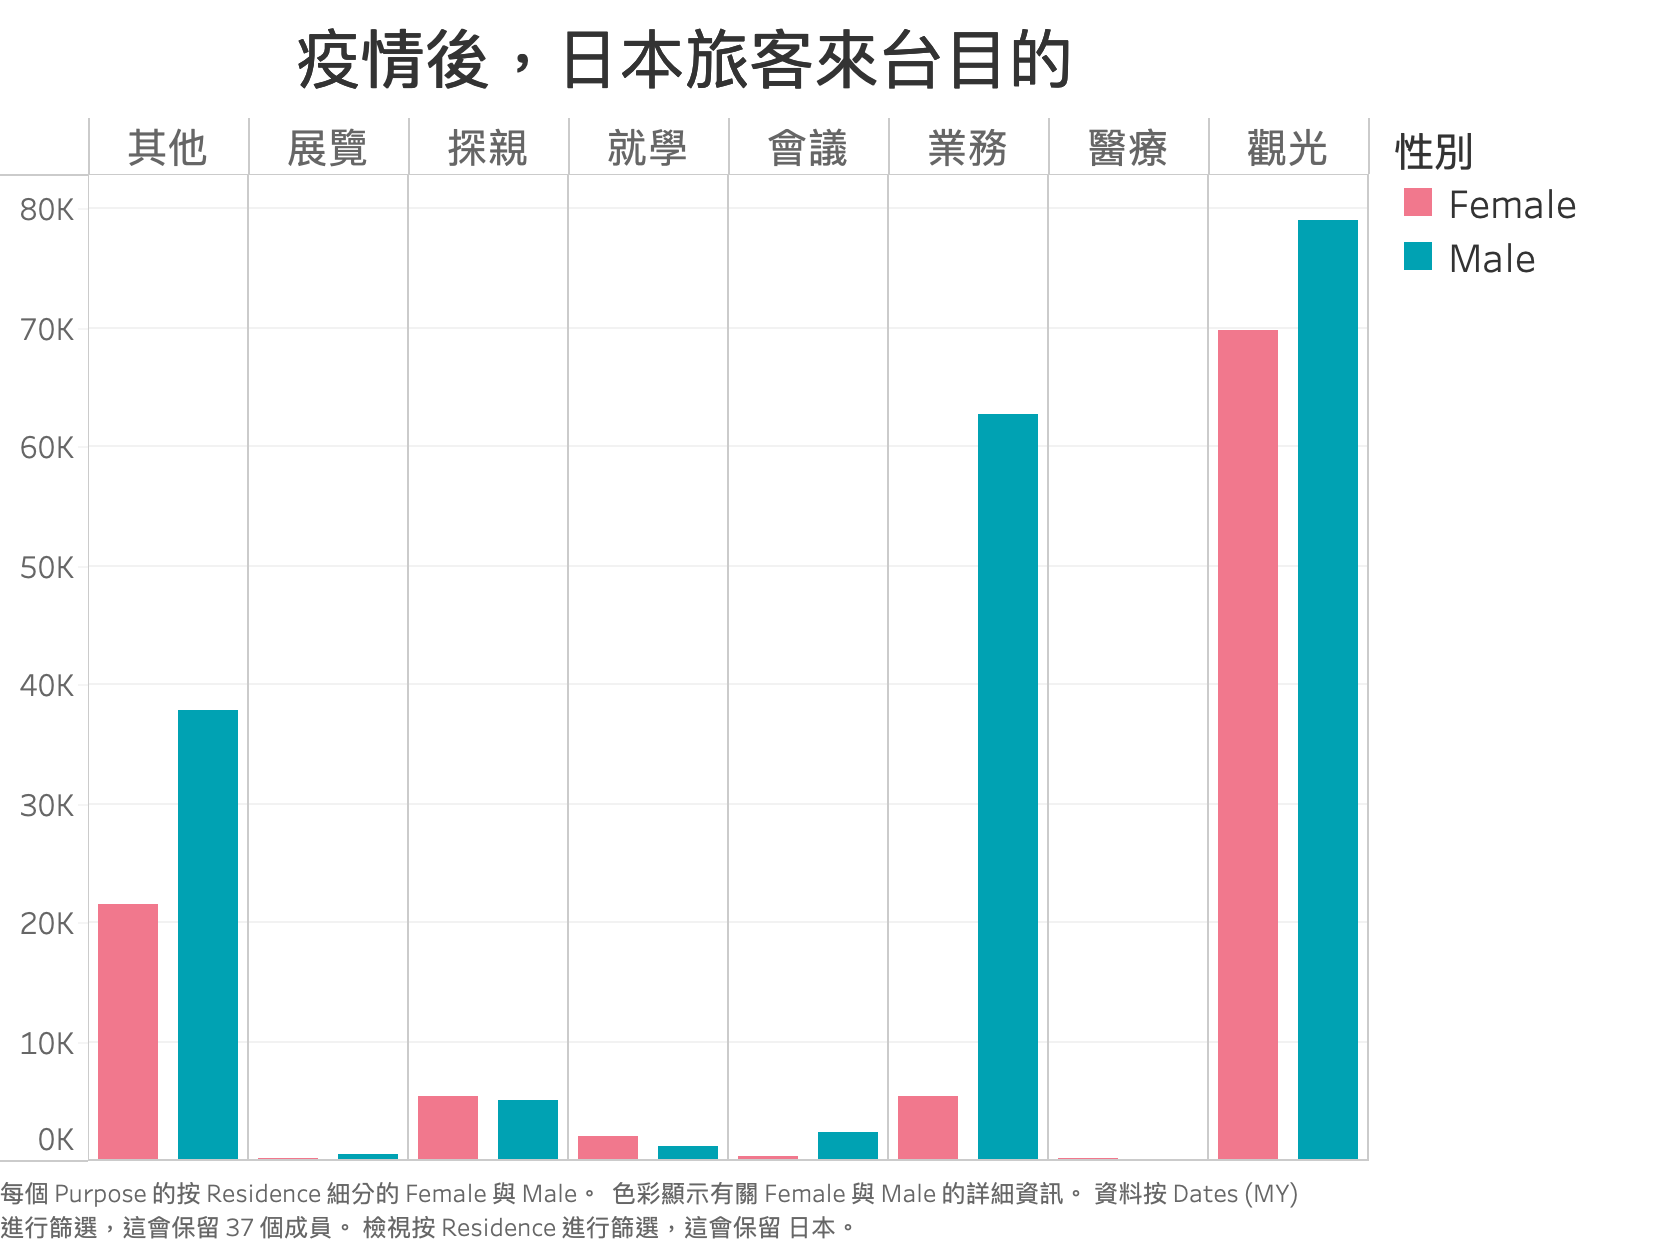 疫情後，日本旅客來台目的
其他 展覽 探親 就學 會議 業務 醫療 觀光
性別
Female
Male
80K
70K
60K
50K
40K
30K
20K
10K
0K
每個 Purpose 的按 Residence 細分的 Female 與 Male。 色彩顯示有關 Female 與 Male 的詳細資訊。 資料按 Dates (MY)
進行篩選，這會保留 37 個成員。 檢視按 Residence 進行篩選，這會保留 日本。